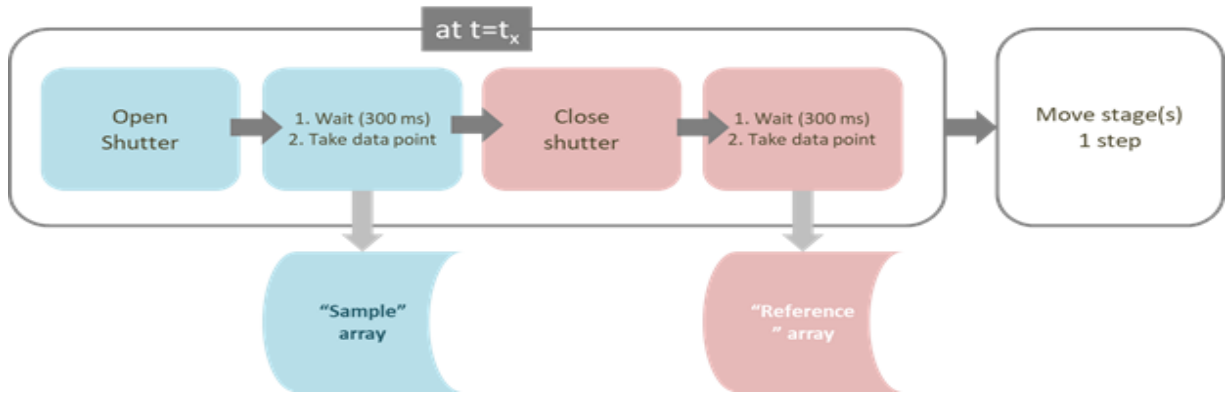 at t=tx
Open
Shutter
1. Wait (300 ms)
2. Take data point
Close
shutter
1. Wait (300 ms)
2. Take data point
Move stage(s)
1 step
“Sample”
array
“Reference
” array